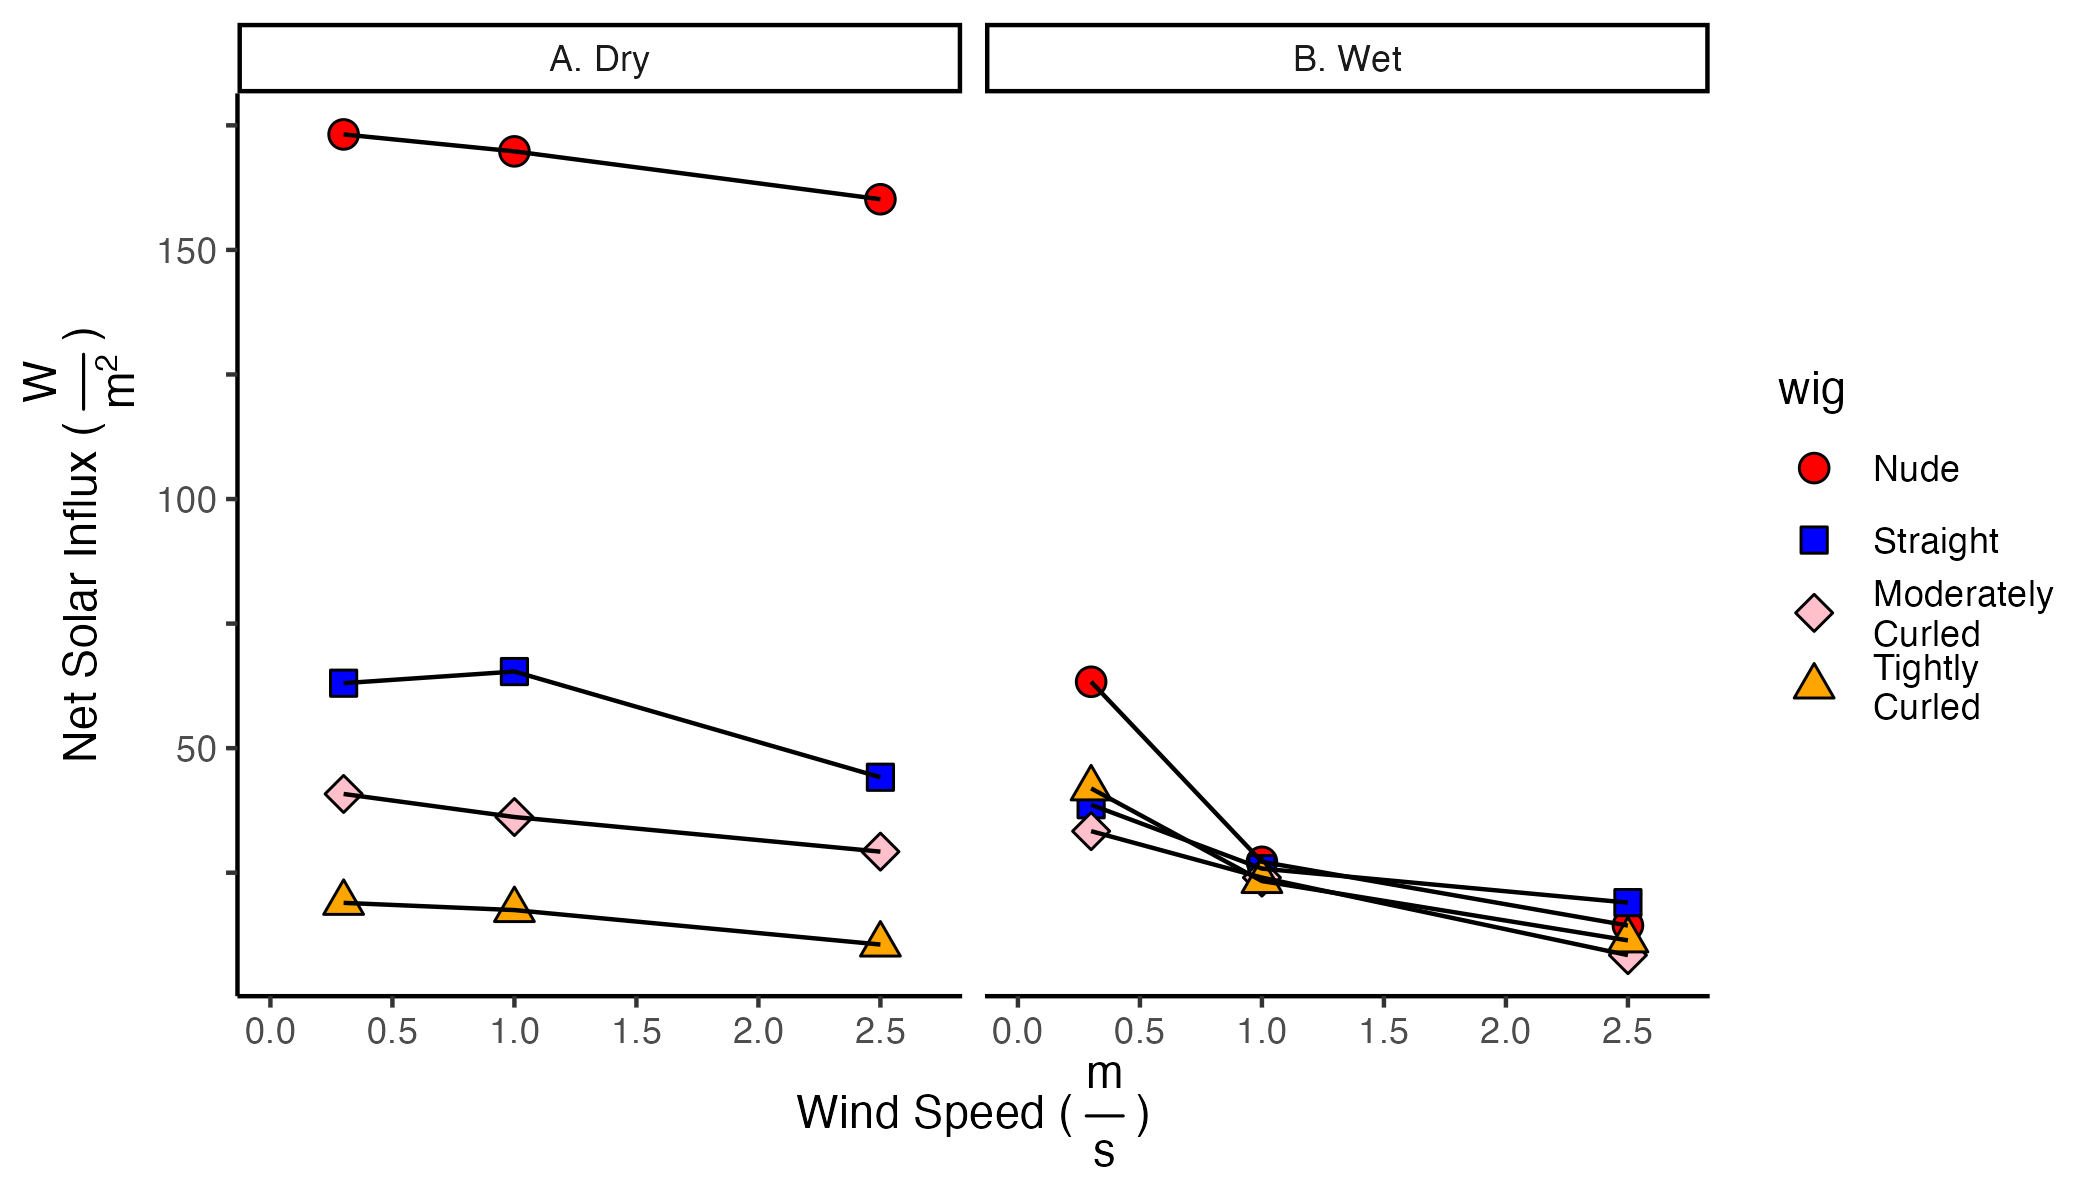 A. Dry
B. Wet
Net Solar Influx ( W/m² )
150
100
50
0.0 0.5 1.0 1.5 2.0 2.5
0.0 0.5 1.0 1.5 2.0 2.5
Wind Speed ( m/s )
wig
Nude
Straight
Moderately
Curled
Tightly
Curled